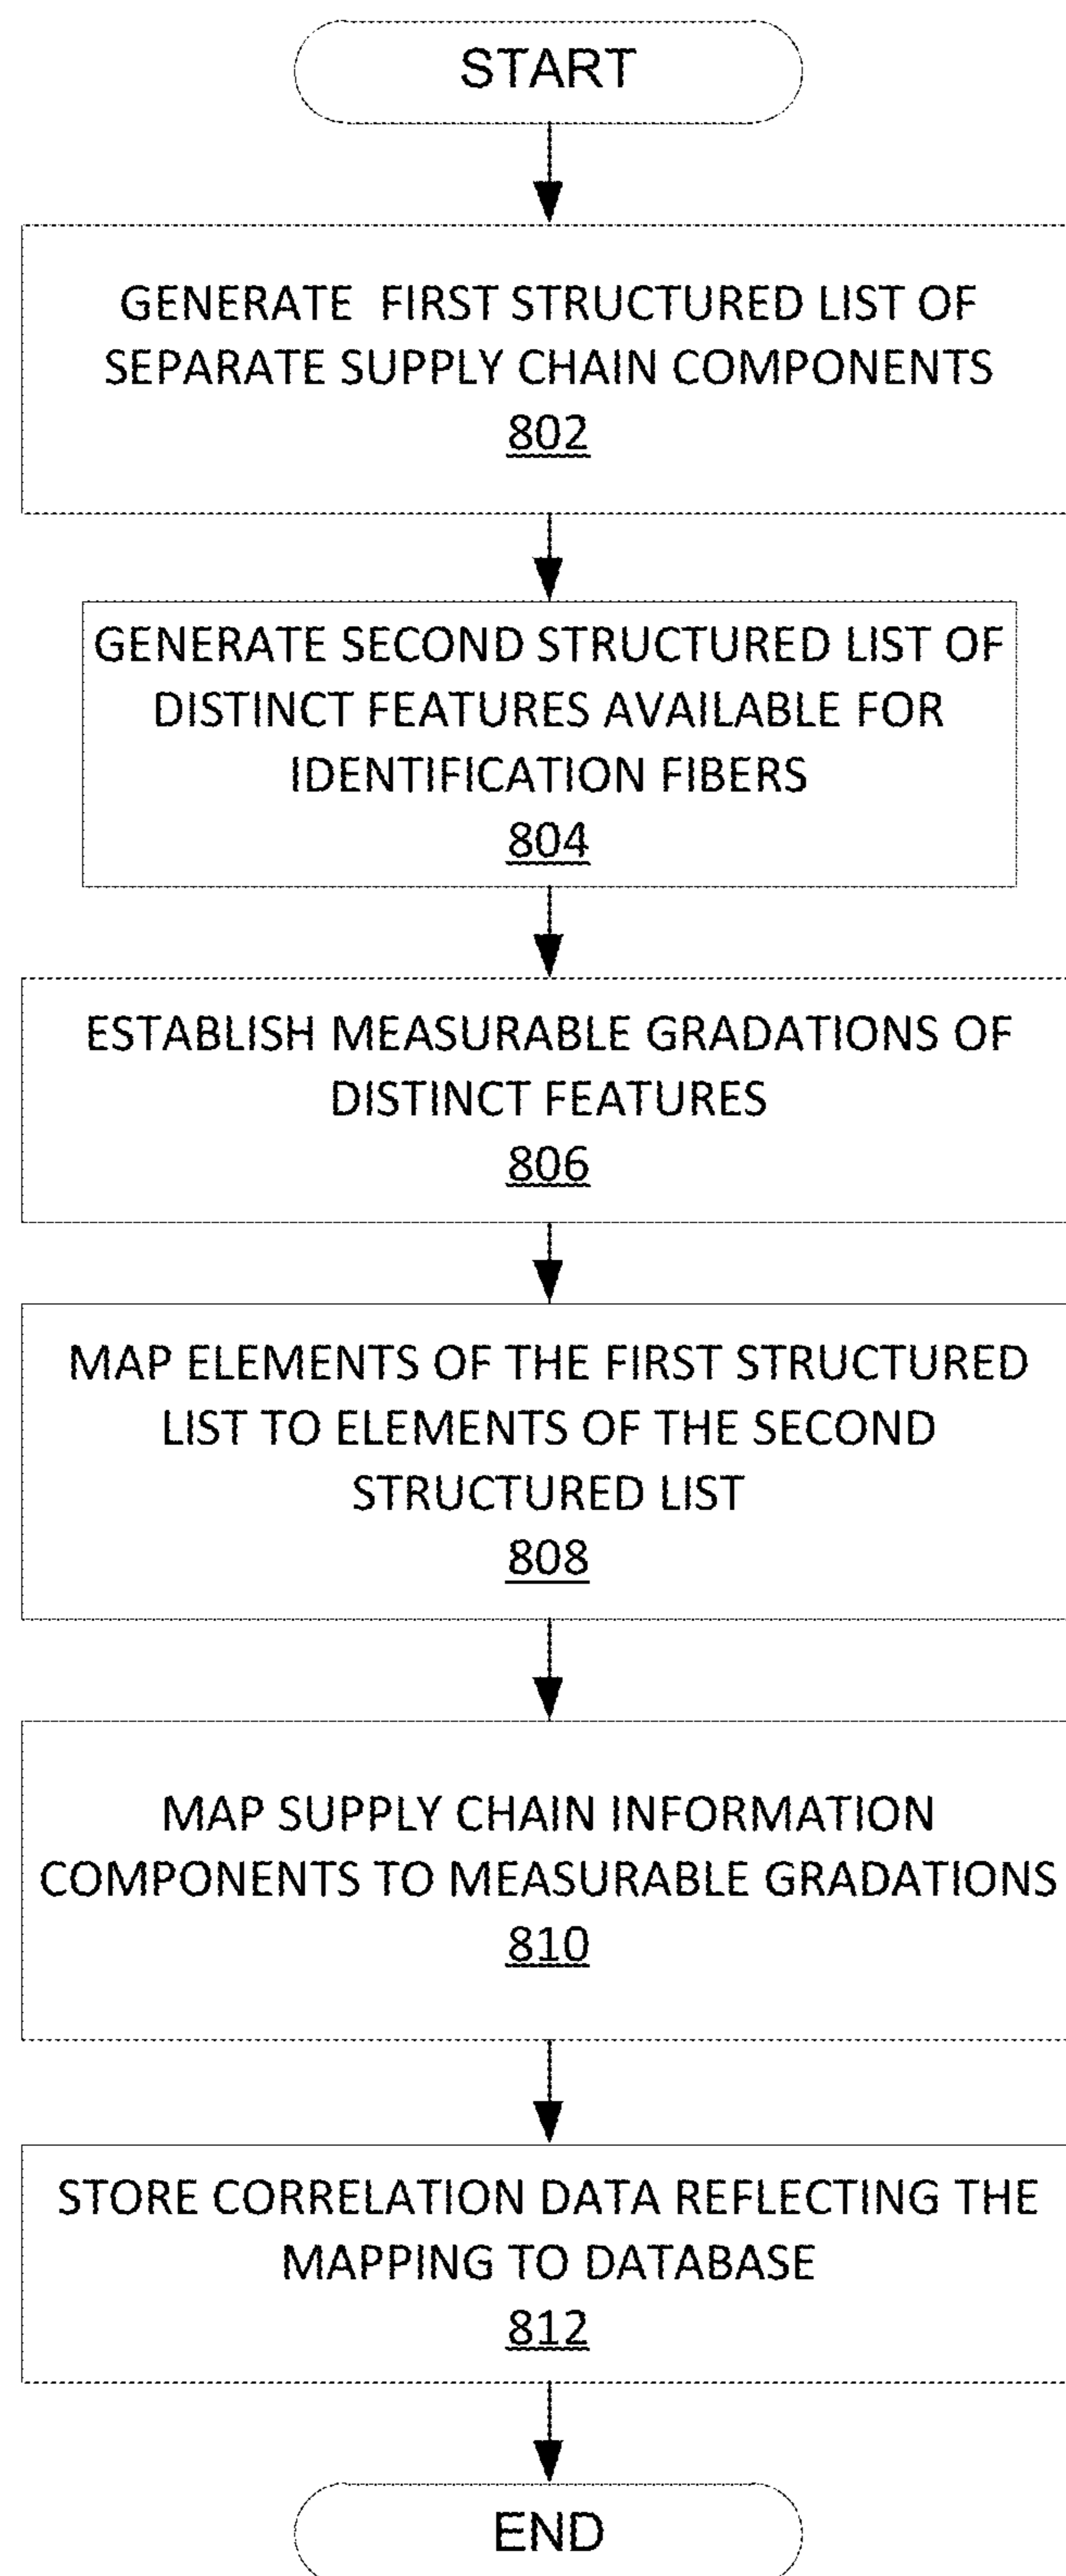 START
GENERATE FIRST STRUCTURED LIST OF
SEPARATE SUPPLY CHAIN COMPONENTS
802
GENERATE SECOND STRUCTURED LIST OF
DISTINCT FEATURES AVAILABLE FOR
IDENTIFICATION FIBERS
804
ESTABLISH MEASURABLE GRADATIONS OF
DISTINCT FEATURES
806
MAP ELEMENTS OF THE FIRST STRUCTURED
LIST TO ELEMENTS OF THE SECOND
STRUCTURED LIST
808
MAP SUPPLY CHAIN INFORMATION
COMPONENTS TO MEASURABLE GRADATIONS
810
STORE CORRELATION DATA REFLECTING THE
MAPPING TO DATABASE
812
END